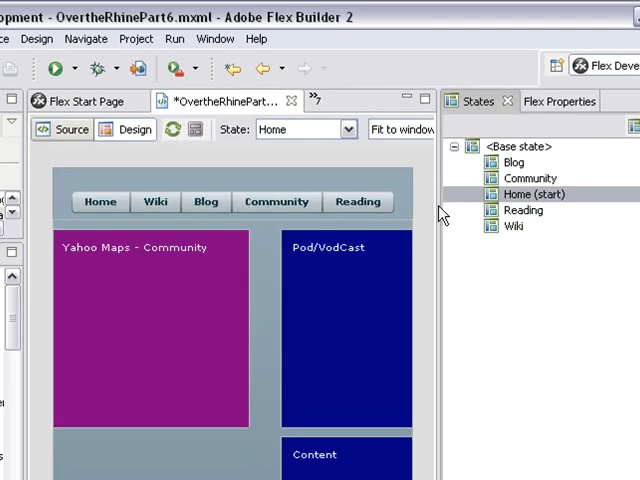 opment - OvertheRhinePart6.mxml - Adobe Flex Builder 2
ce Design Navigate Project Run Window Help
Flex Deve
Flex Start Page *OvertheRhinePart... 7 States Flex Properties
Source Design State: Home Fit to window
<Base state>
Blog
Community
Home (start)
Reading
Wiki
Home Wiki Blog Community Reading
Yahoo Maps - Community Pod/VodCast
Content